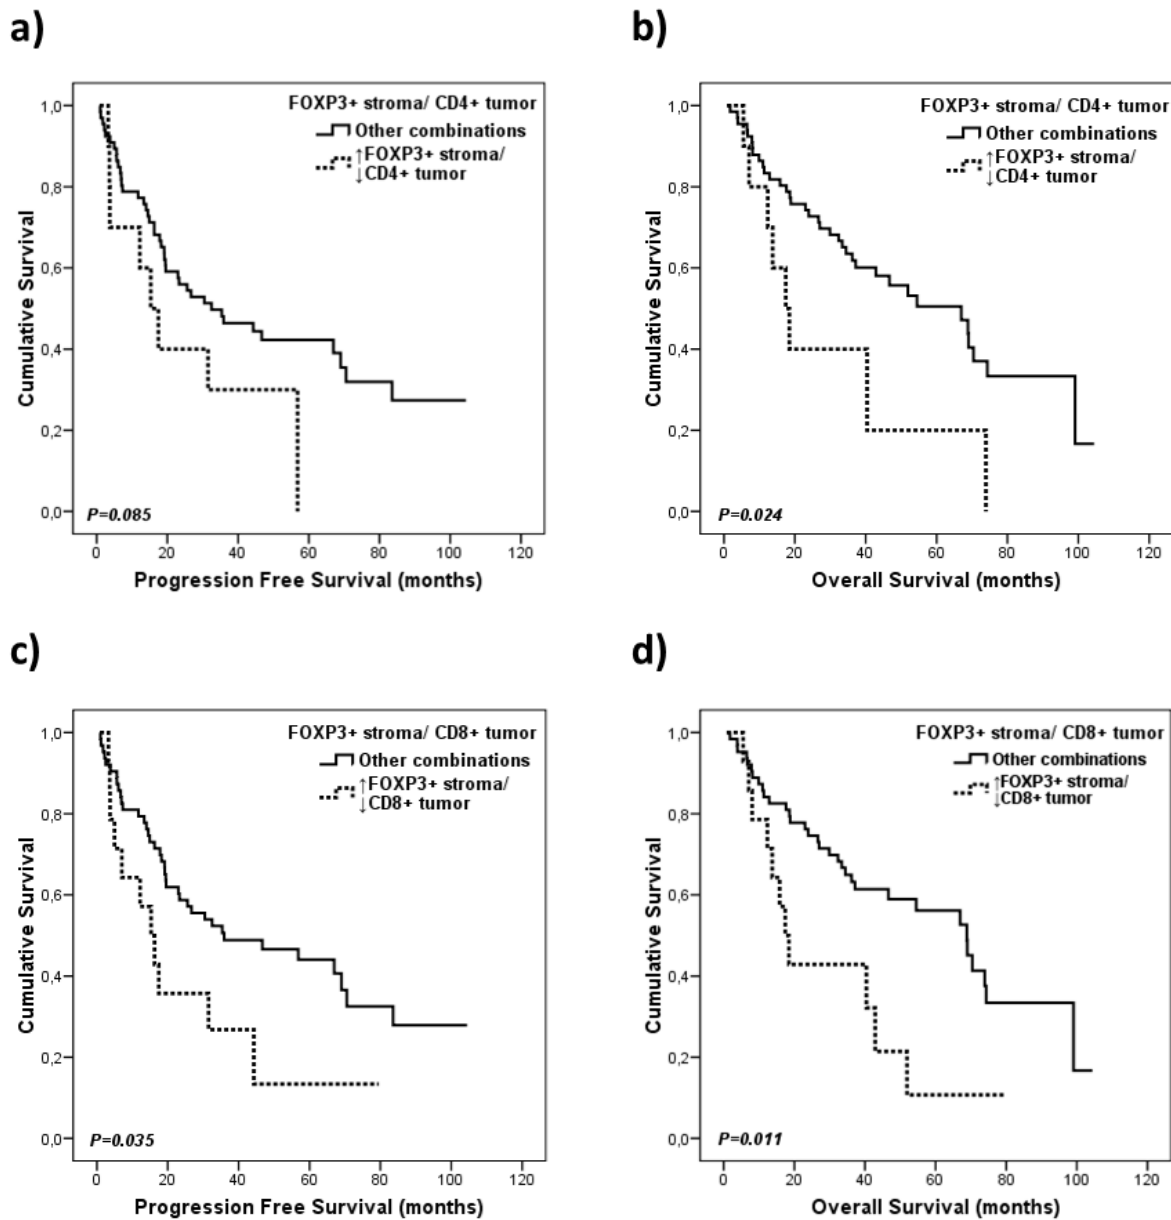 a)
FOXP3+ stroma/ CD4+ tumor
Other combinations
↑FOXP3+ stroma/
↓CD4+ tumor
Cumulative Survival
1,0
0,8
0,6
0,4
0,2
0,0
P=0.085
0 20 40 60 80 100 120
Progression Free Survival (months)
b)
FOXP3+ stroma/ CD4+ tumor
Other combinations
↑FOXP3+ stroma/
↓CD4+ tumor
Cumulative Survival
1,0
0,8
0,6
0,4
0,2
0,0
P=0.024
0 20 40 60 80 100 120
Overall Survival (months)
c)
FOXP3+ stroma/ CD8+ tumor
Other combinations
↑FOXP3+ stroma/
↓CD8+ tumor
Cumulative Survival
1,0
0,8
0,6
0,4
0,2
0,0
P=0.035
0 20 40 60 80 100 120
Progression Free Survival (months)
d)
FOXP3+ stroma/ CD8+ tumor
Other combinations
↑FOXP3+ stroma/
↓CD8+ tumor
Cumulative Survival
1,0
0,8
0,6
0,4
0,2
0,0
P=0.011
0 20 40 60 80 100 120
Overall Survival (months)